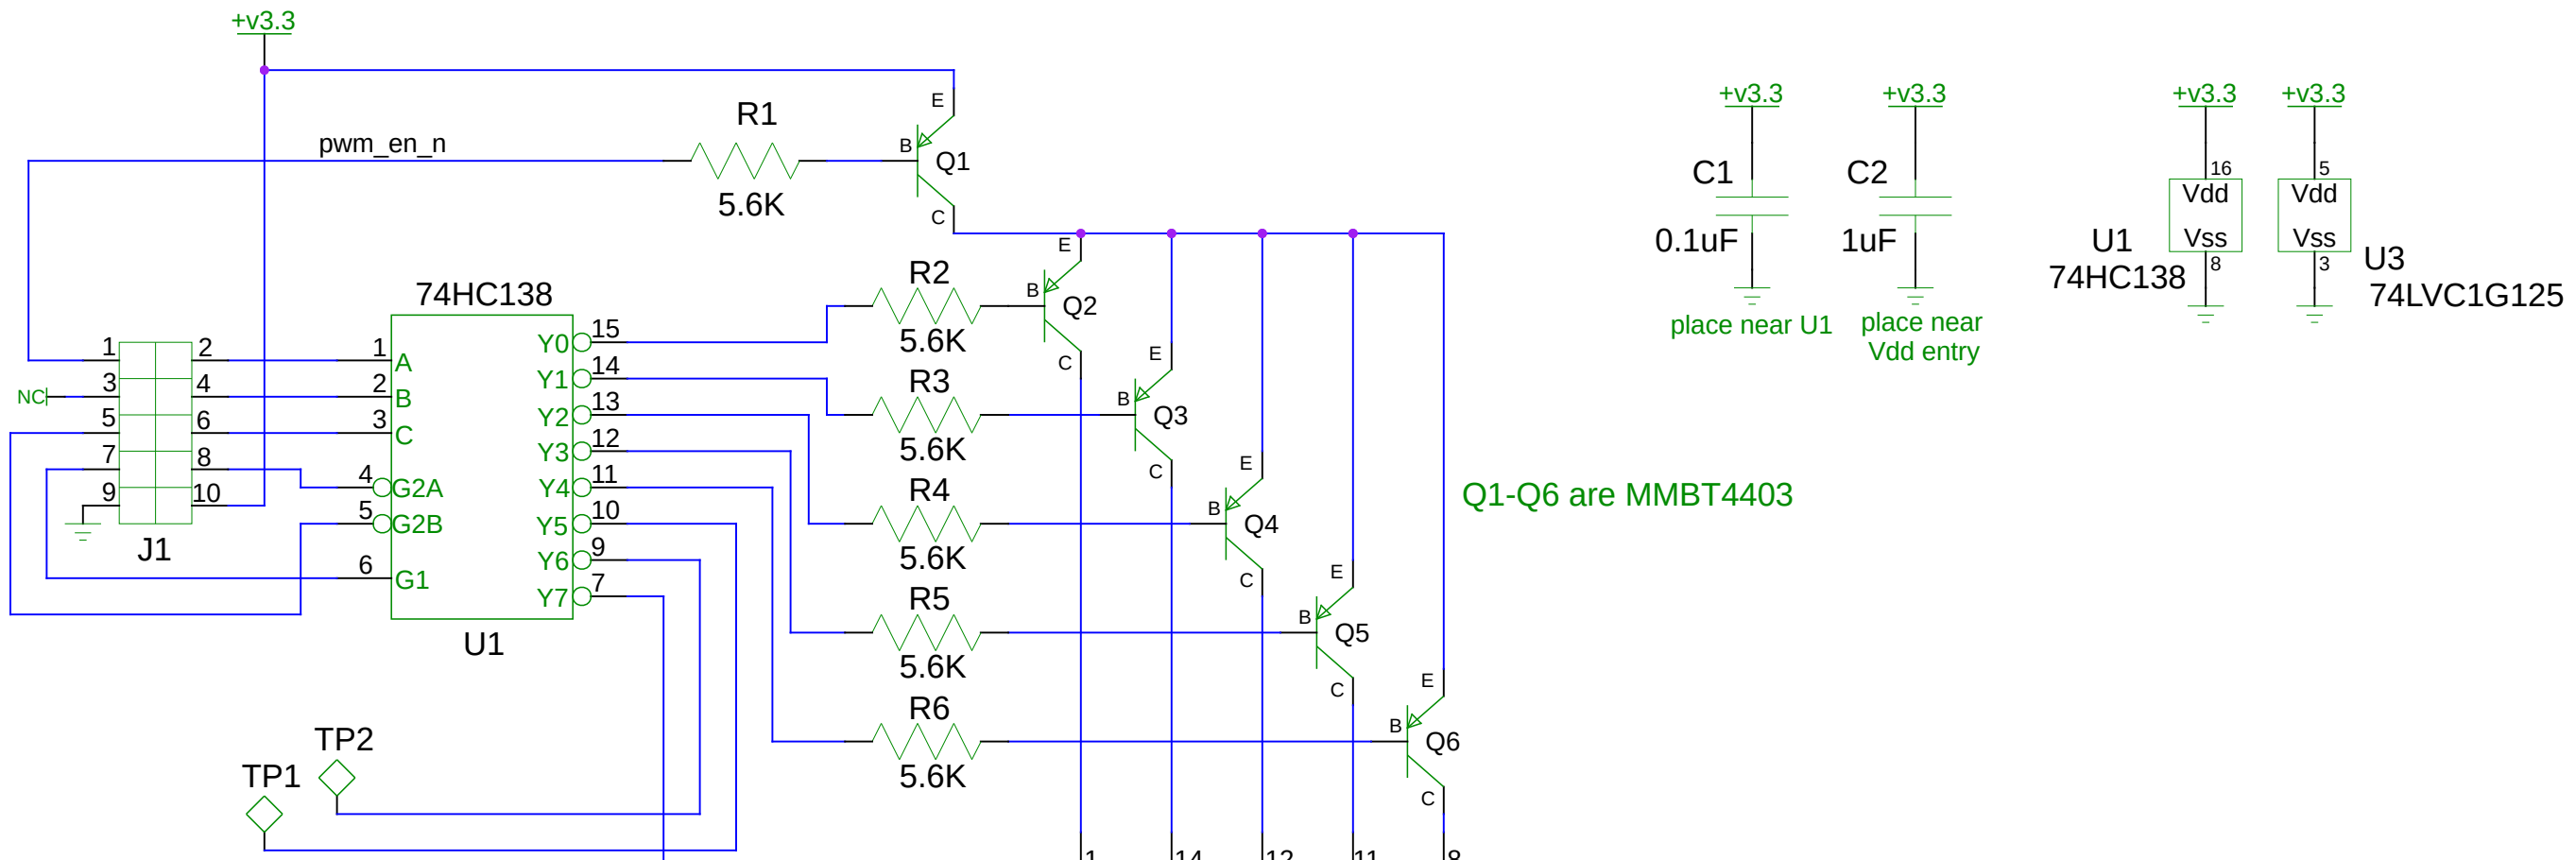 +v3.3
R1
pwm_en_n
5.6K
E
B
Q1
C
+v3.3
+v3.3
+v3.3
+v3.3
C1
C2
0.1uF
1uF
place near U1
place near
Vdd entry
16
Vdd
Vss
8
U1
74HC138
5
Vdd
Vss
3
U3
74LVC1G125
74HC138
1
2
3
4
5
6
7
8
9
10
NC
J1
1
A
2
B
3
C
4
G2A
5
G2B
6
G1
Y0
15
Y1
14
Y2
13
Y3
12
Y4
11
Y5
10
Y6
9
Y7
7
U1
R2
5.6K
E
B
Q2
C
R3
5.6K
E
B
Q3
C
R4
5.6K
E
B
Q4
C
R5
5.6K
E
B
Q5
C
R6
5.6K
E
B
Q6
C
Q1-Q6 are MMBT4403
TP2
TP1
1
14
12
11
8